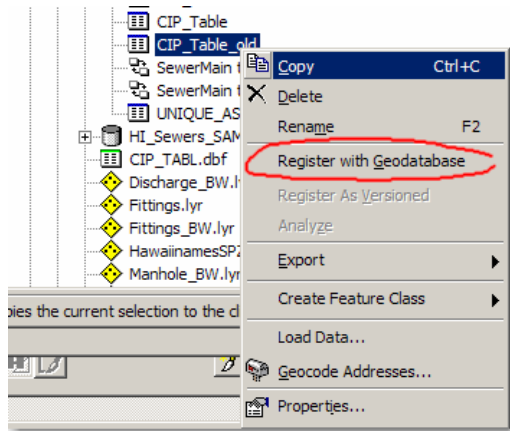 CIP_Table
CIP_Table_old
SewerMain t
SewerMain t
UNIQUE_AS
HI_Sewers_SAM
CIP_TABL.dbf
Discharge_BW.l
Fittings.lyr
Fittings_BW.lyr
HawaiinamesSPZ
Manhole_BW.lyr
pies the current selection to the cl
Copy Ctrl+C
Delete
Rename F2
Register with Geodatabase
Register As Versioned
Analyze
Export
Create Feature Class
Load Data...
Geocode Addresses...
Properties...